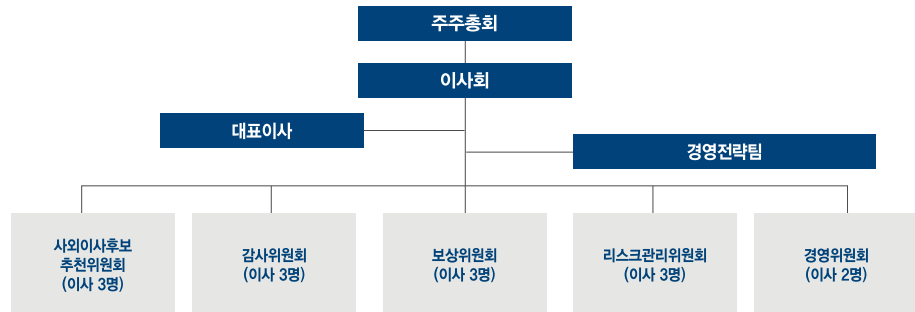 주주총회
이사회
대표이사
경영전략팀
사외이사후보
추천위원회
(이사 3명)
감사위원회
(이사 3명)
보상위원회
(이사 3명)
리스크관리위원회
(이사 3명)
경영위원회
(이사 2명)